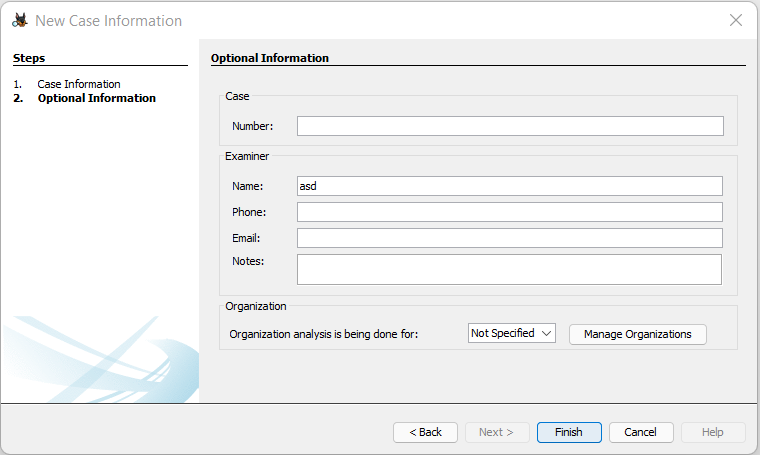 New Case Information
Steps
1. Case Information
2. Optional Information
Optional Information
Case
Number:
Examiner
Name: asd
Phone:
Email:
Notes:
Organization
Organization analysis is being done for: Not Specified Manage Organizations
< Back Next > Finish Cancel Help